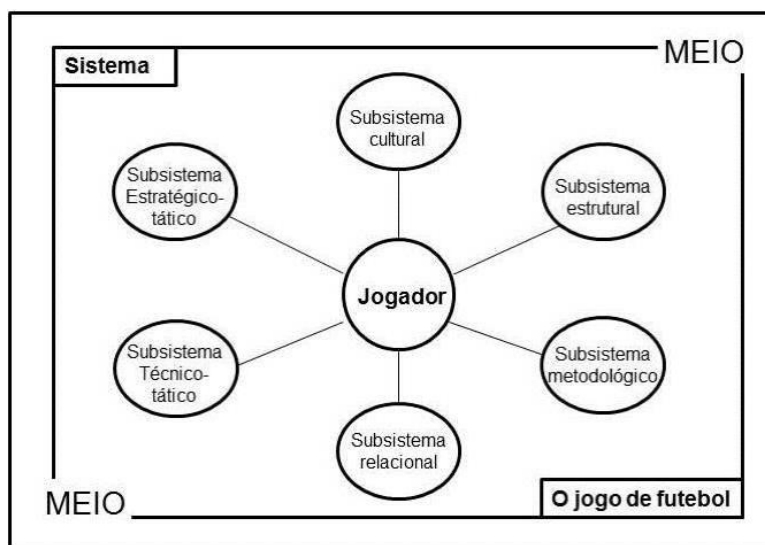 MEIO
Sistema
Subsistema
cultural
Subsistema
Estratégico-
tático
Subsistema
estrutural
Jogador
Subsistema
Técnico-
tático
Subsistema
metodológico
Subsistema
relacional
O jogo de futebol
MEIO